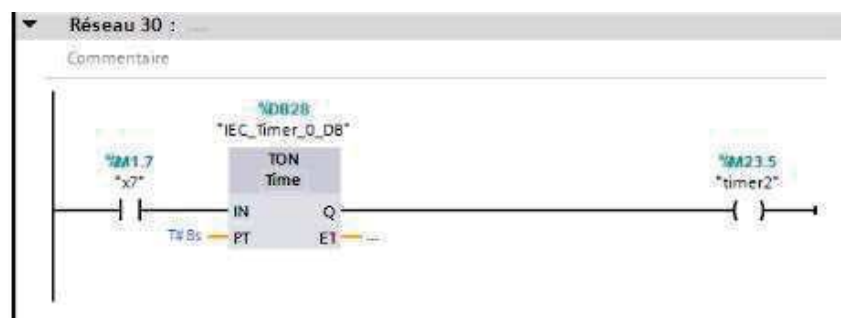 Réseau 30 : ....
Commentaire
%DB28
"IEC_Timer_0_DB"
%M1.7
"x7"
TON
Time
%M23.5
"timer2"
IN
Q
T#8s
PT
ET
...